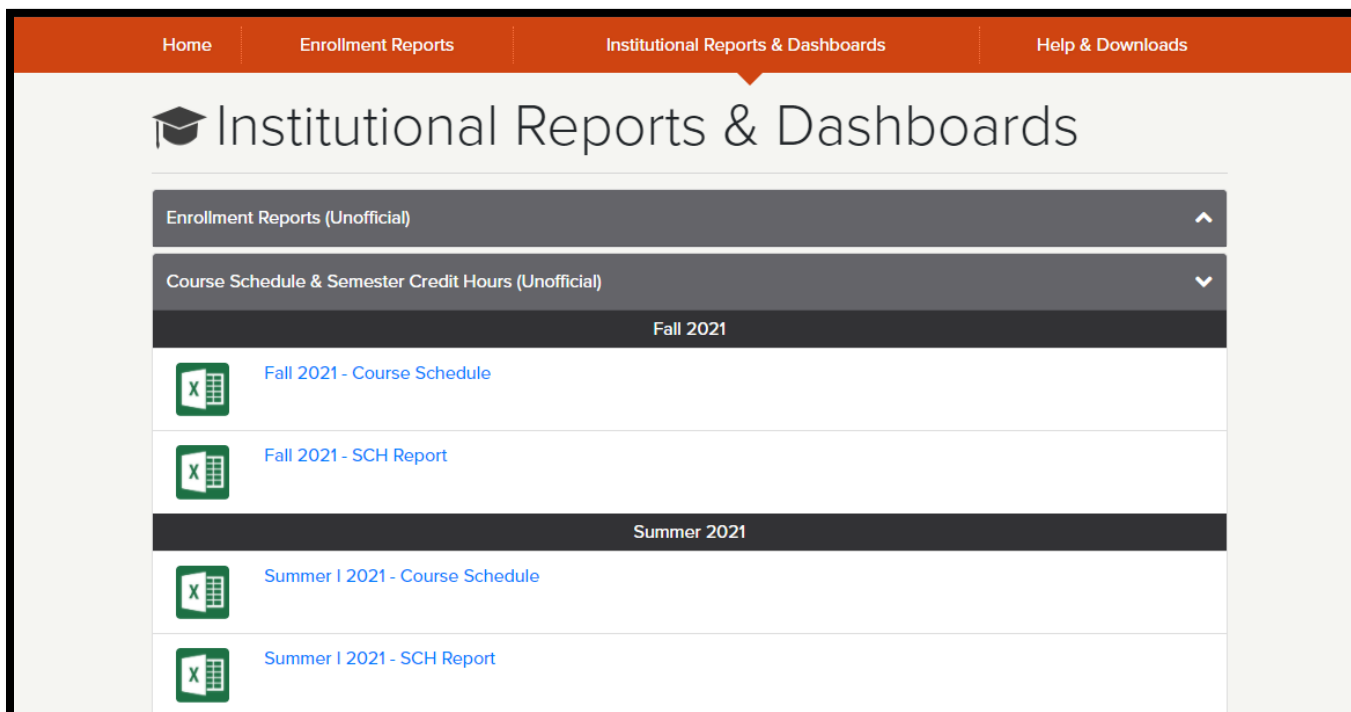 Home Enrollment Reports Institutional Reports & Dashboards Help & Downloads
Institutional Reports & Dashboards
Enrollment Reports (Unofficial)
Course Schedule & Semester Credit Hours (Unofficial)
Fall 2021
X Fall 2021 - Course Schedule
X Fall 2021 - SCH Report
Summer 2021
X Summer I 2021 - Course Schedule
X Summer I 2021 - SCH Report